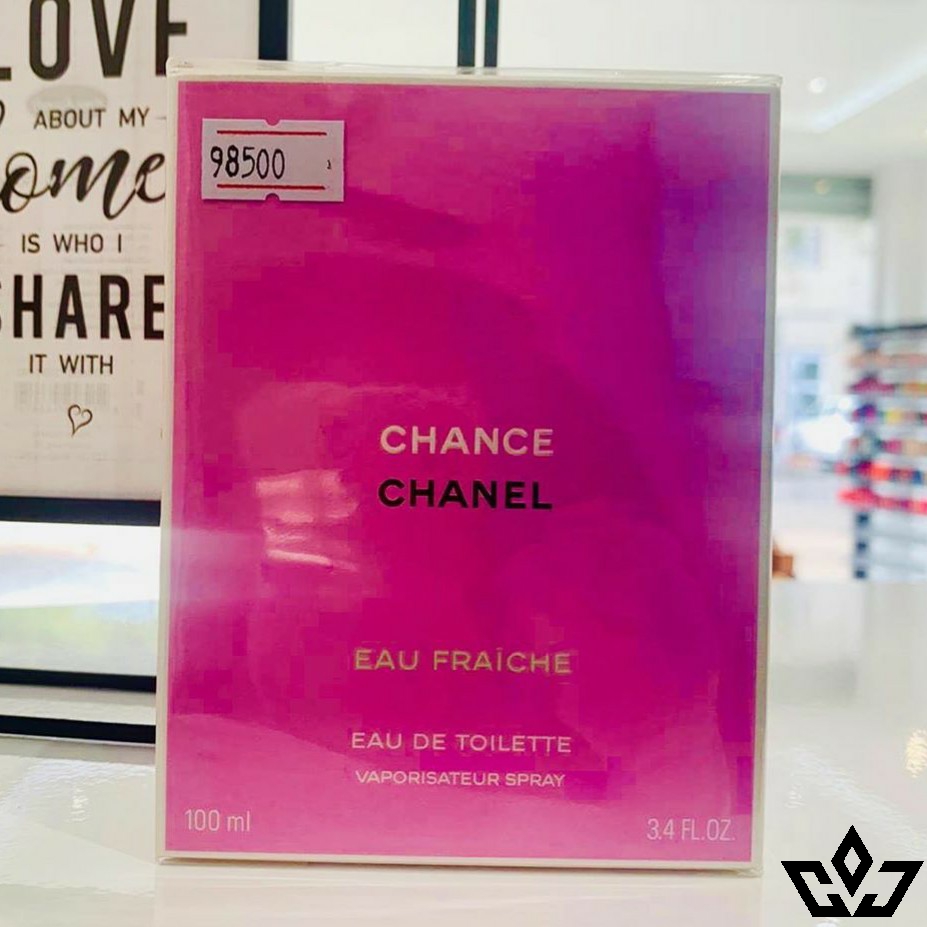 LOVE
ABOUT MY
ome
IS WHO I
SHARE
IT WITH
98500
CHANCE
CHANEL
EAU FRAÎCHE
EAU DE TOILETTE
VAPORISATEUR SPRAY
100 ml
3.4 FL.OZ.